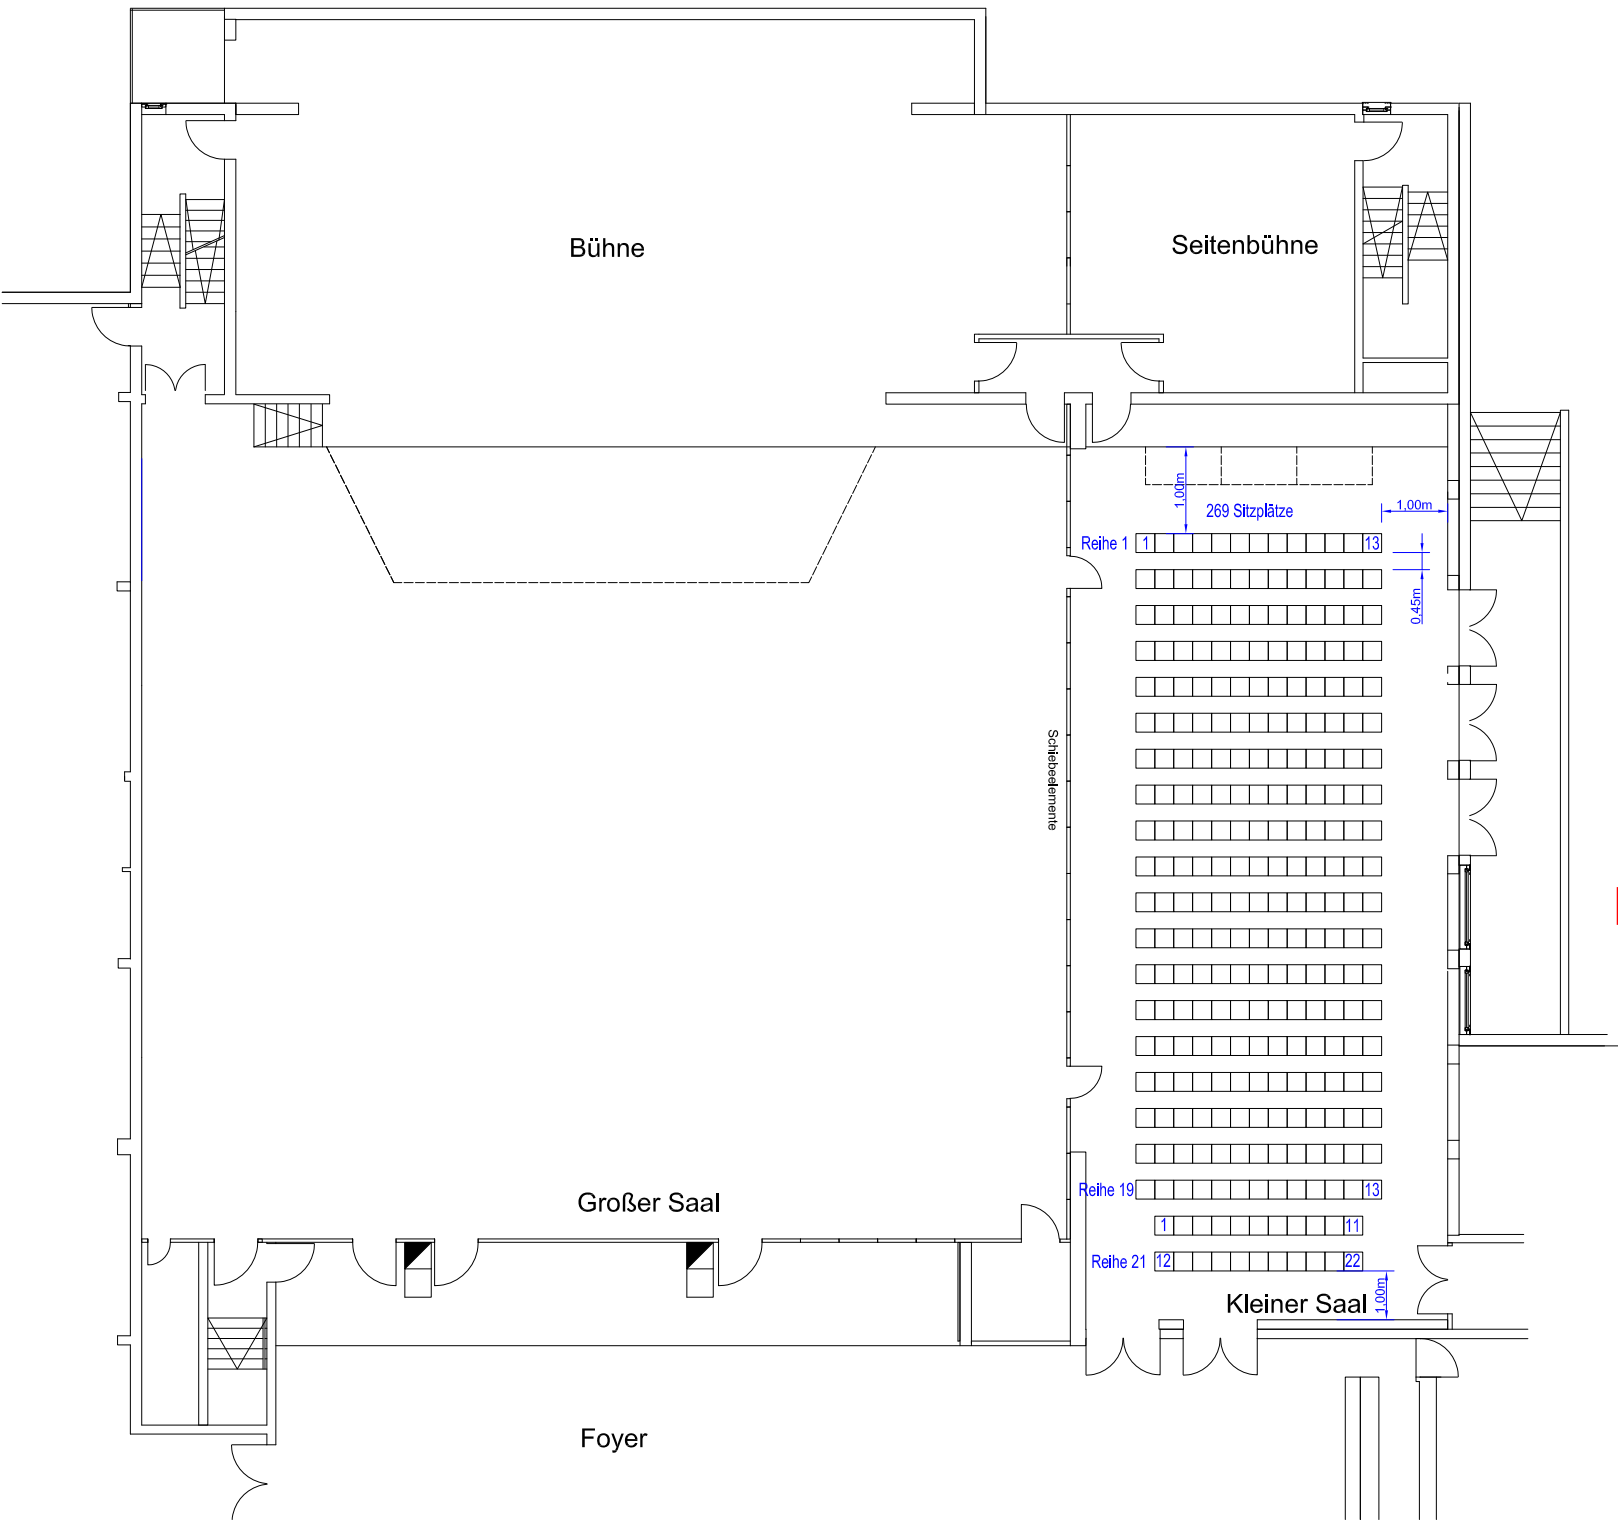 Bühne
Seitenbühne
1,00m
1,00m
269 Sitzplätze
Reihe 1 1 13
0,45m
Schiebeelemente
Reihe 19 13
Großer Saal
1 11
Reihe 21 12 22
1,00m
Kleiner Saal
Foyer